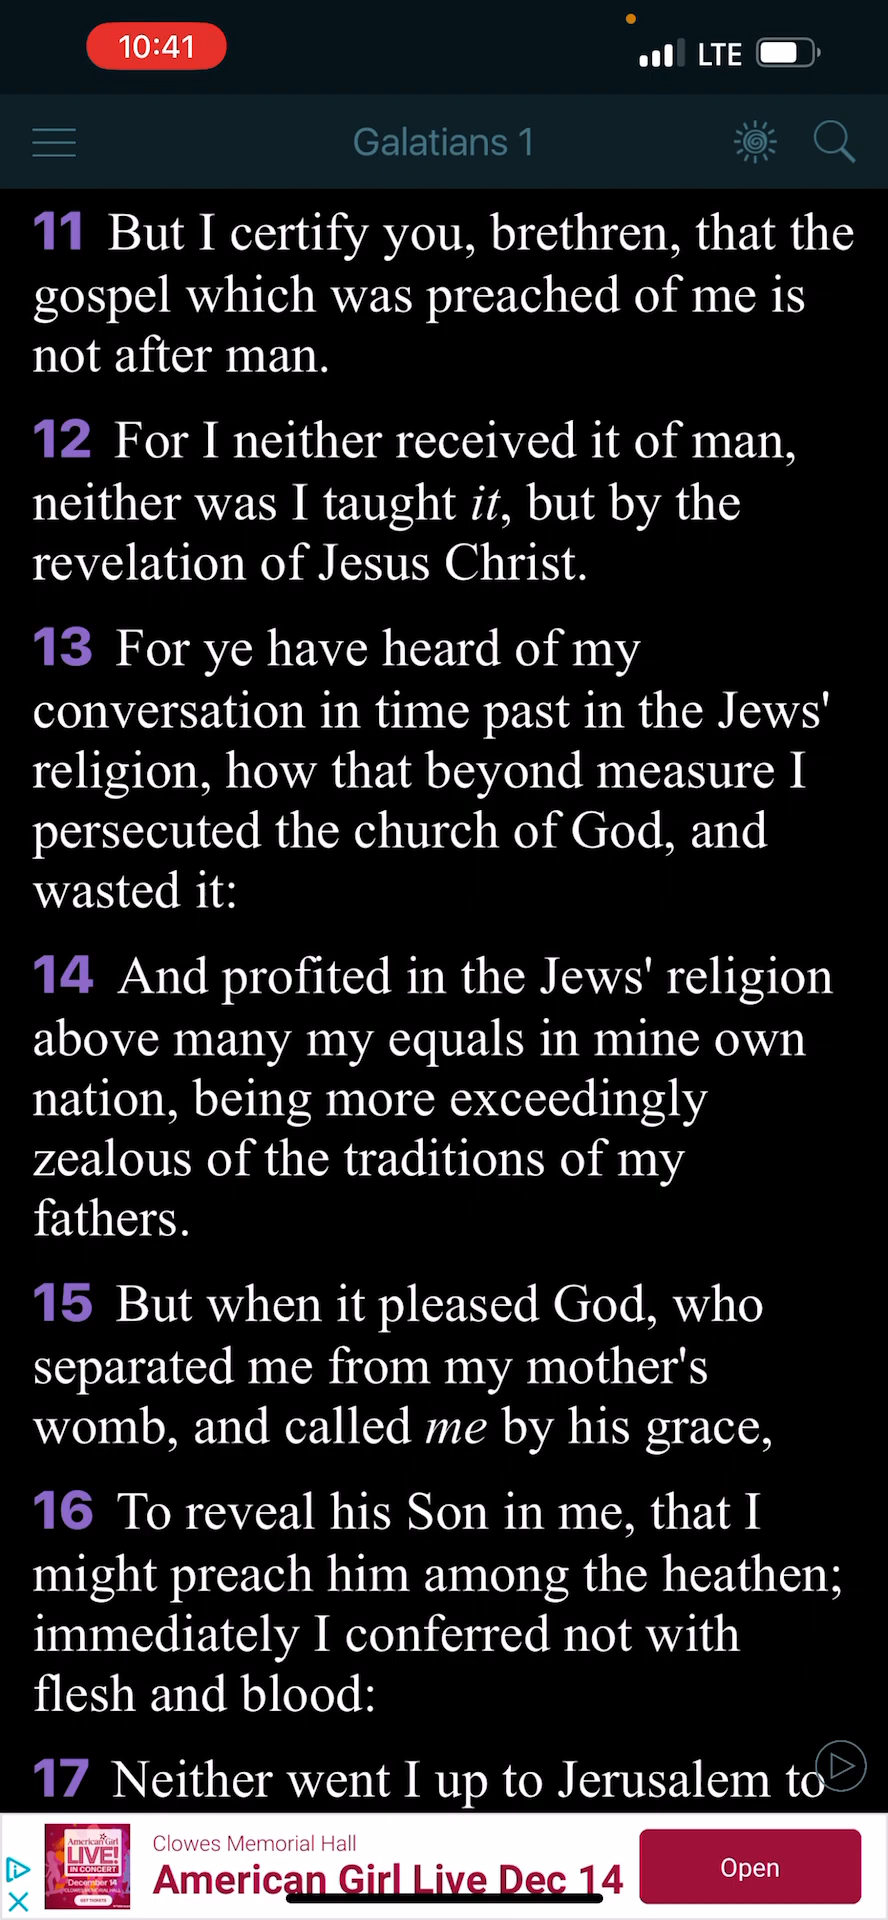 10:41
LTE
Galatians 1
11 But I certify you, brethren, that the
gospel which was preached of me is
not after man.
12 For I neither received it of man,
neither was I taught it, but by the
revelation of Jesus Christ.
13 For ye have heard of my
conversation in time past in the Jews'
religion, how that beyond measure I
persecuted the church of God, and
wasted it:
14 And profited in the Jews' religion
above many my equals in mine own
nation, being more exceedingly
zealous of the traditions of my
fathers.
15 But when it pleased God, who
separated me from my mother's
womb, and called me by his grace,
16 To reveal his Son in me, that I
might preach him among the heathen;
immediately I conferred not with
flesh and blood:
17 Neither went I up to Jerusalem to
American Girl
LIVE!
IN CONCERT
December 14
Clowes Memorial Hall
American Girl Live Dec 14
Open